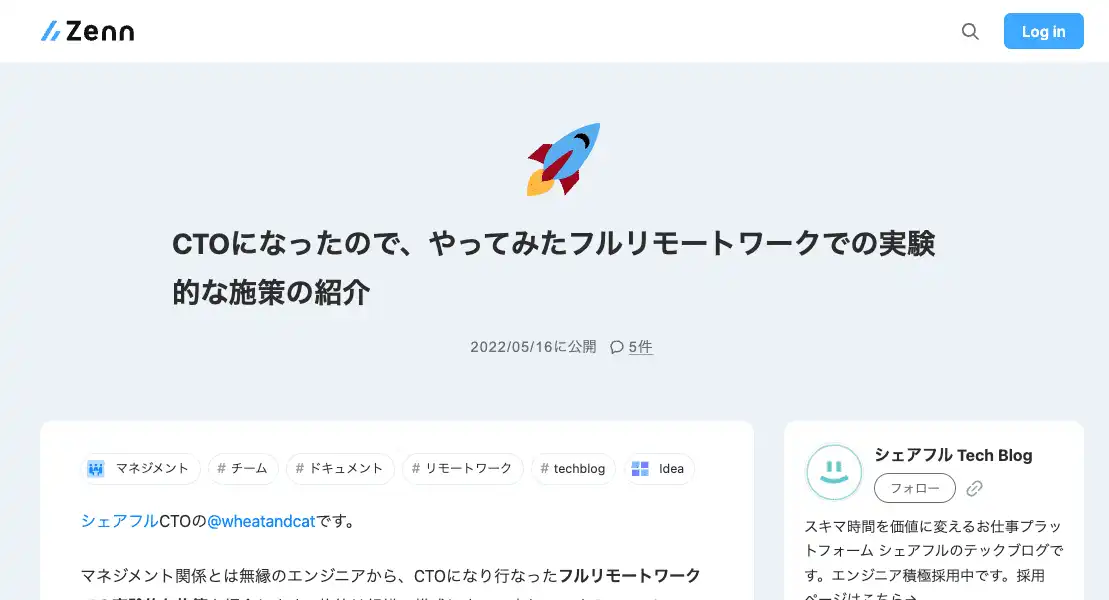 Zenn
Log in
CTOになったので、やってみたフルリモートワークでの実験
的な施策の紹介
2022/05/16に公開 5件
マネジメント # チーム # ドキュメント # リモートワーク # techblog Idea
シェアフルCTOの@wheatandcatです。
マネジメント関係とは無縁のエンジニアから、CTOになり行なったフルリモートワーク
シェアフル Tech Blog
フォロー
スキマ時間を価値に変えるお仕事プラッ
トフォーム シェアフルのテックブログで
す。エンジニア積極採用中です。採用
ページはこちら→